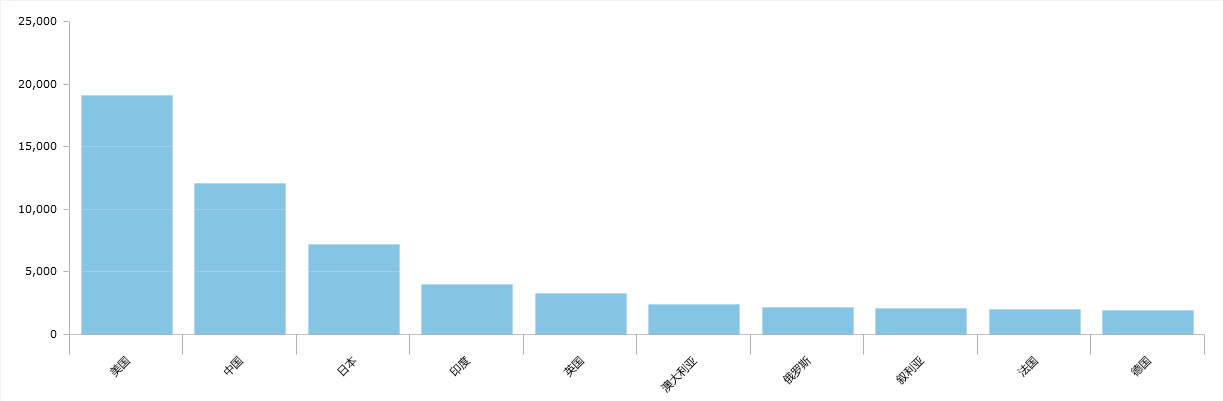 25,000
20,000
15,000
10,000
5,000
0
美国
中国
日本
印度
英国
澳大利亚
俄罗斯
叙利亚
法国
德国